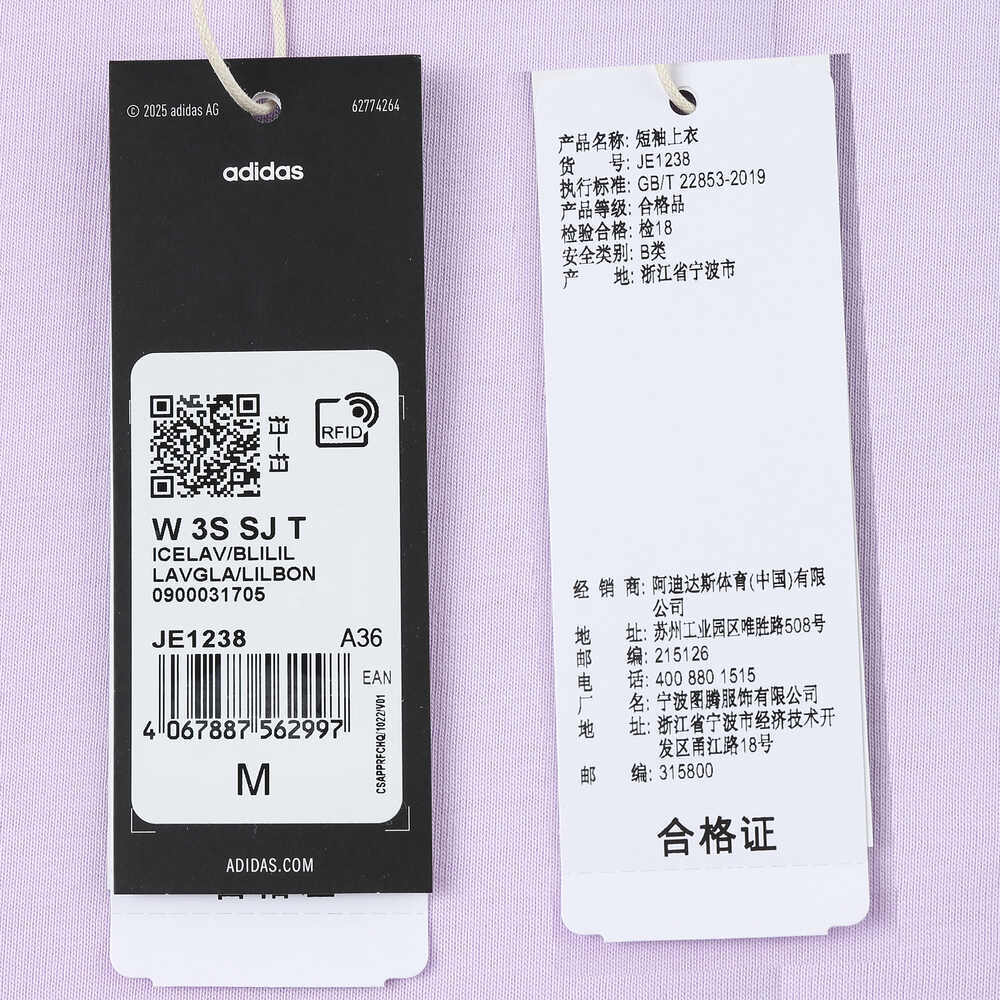 © 2025 adidas AG
62774264
adidas
扫一扫
RFID
W 3S SJ T
ICELAV/BLILIL
LAVGLA/LILBON
0900031705
JE1238 A36
EAN
4 067887 562997
CSAPPRFCHQ/1022/V01
M
ADIDAS.COM
产品名称: 短袖上衣
货 号: JE1238
执行标准: GB/T 22853-2019
产品等级: 合格品
检验合格: 检18
安全类别: B类
产 地: 浙江省宁波市
经 销 商: 阿迪达斯体育(中国)有限
公司
地 址: 苏州工业园区唯胜路508号
邮 编: 215126
电 话: 400 880 1515
厂 名: 宁波图腾服饰有限公司
地 址: 浙江省宁波市经济技术开
发区甬江路18号
邮 编: 315800
合格证